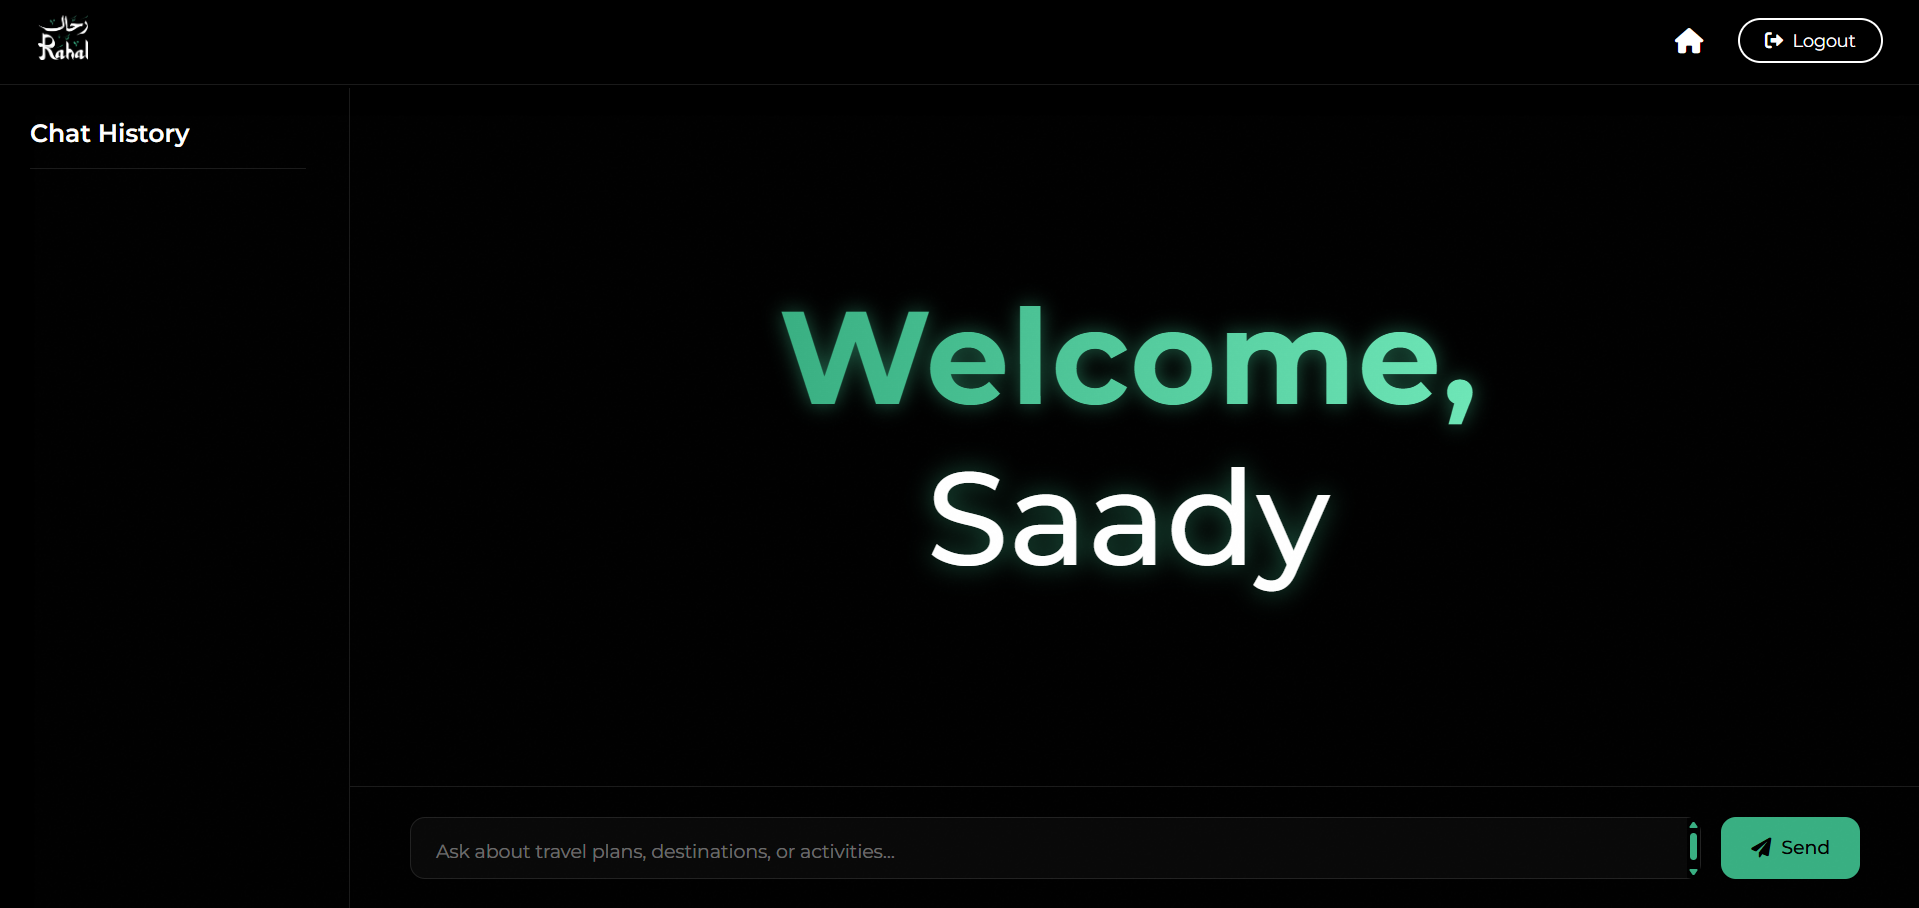 رحال
Rahal
Logout
Chat History
Welcome,
Saady
Ask about travel plans, destinations, or activities...
Send